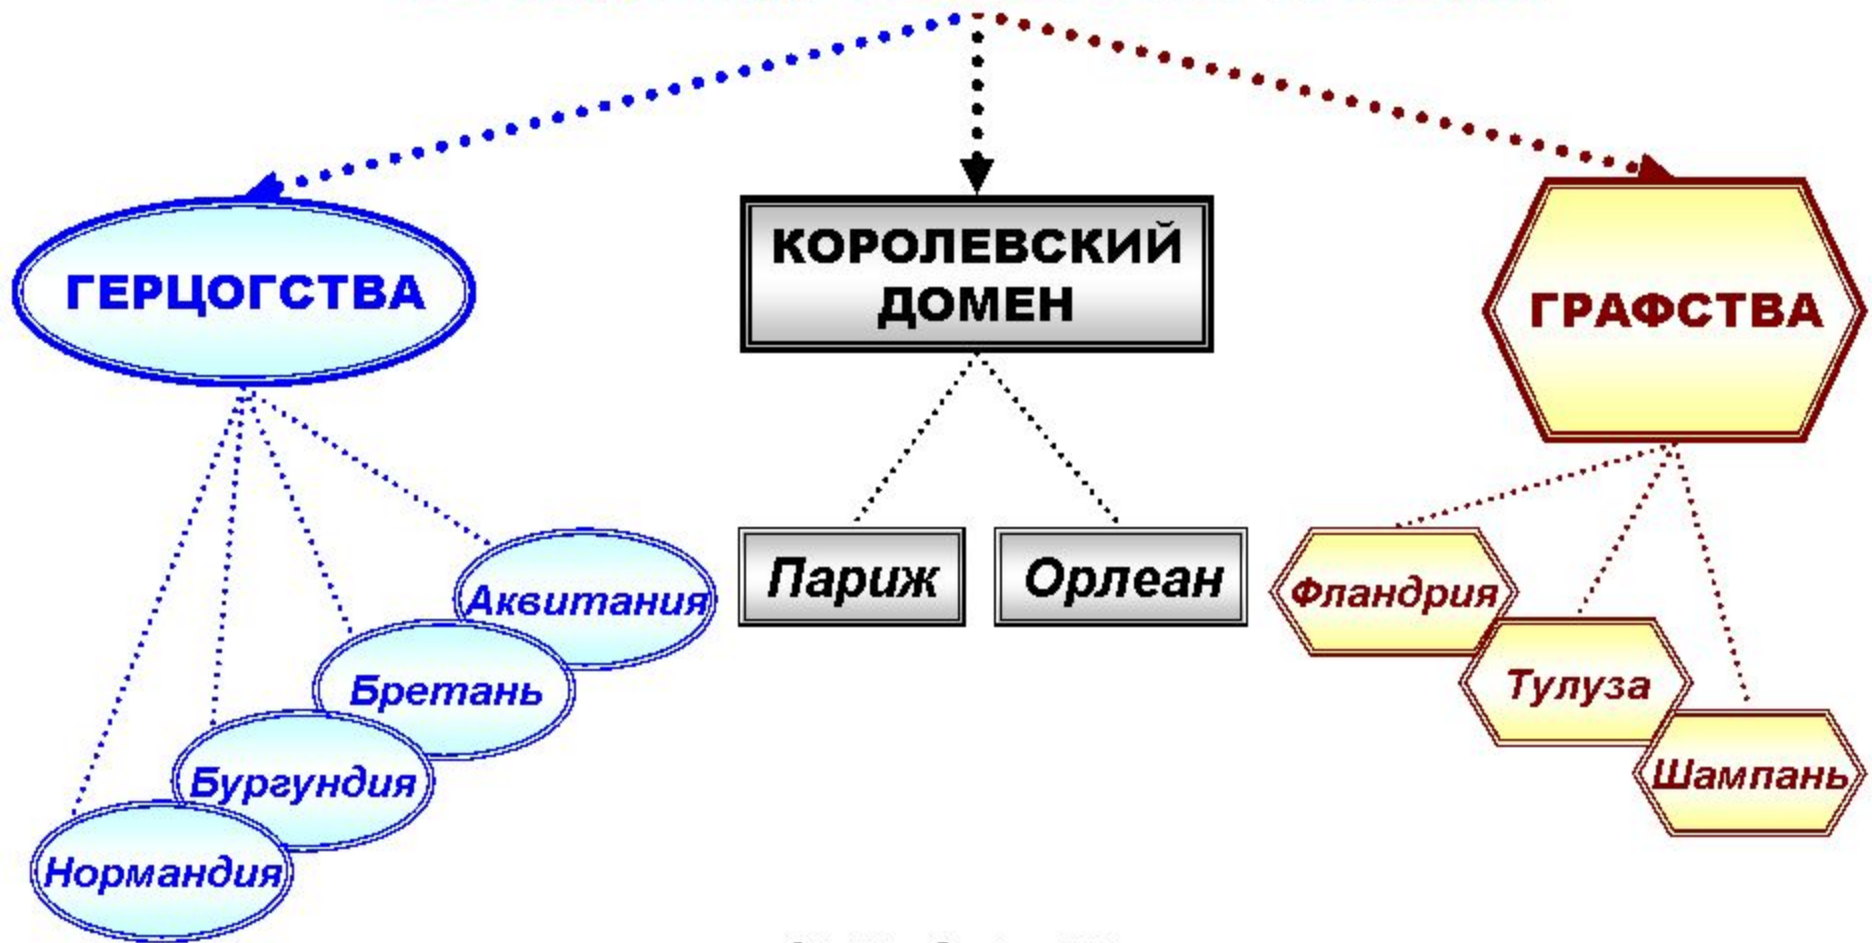 ГЕРЦОГСТВА
КОРОЛЕВСКИЙ
ДОМЕН
ГРАФСТВА
Аквитания
Бретань
Бургундия
Нормандия
Париж
Орлеан
Фландрия
Тулуза
Шампань